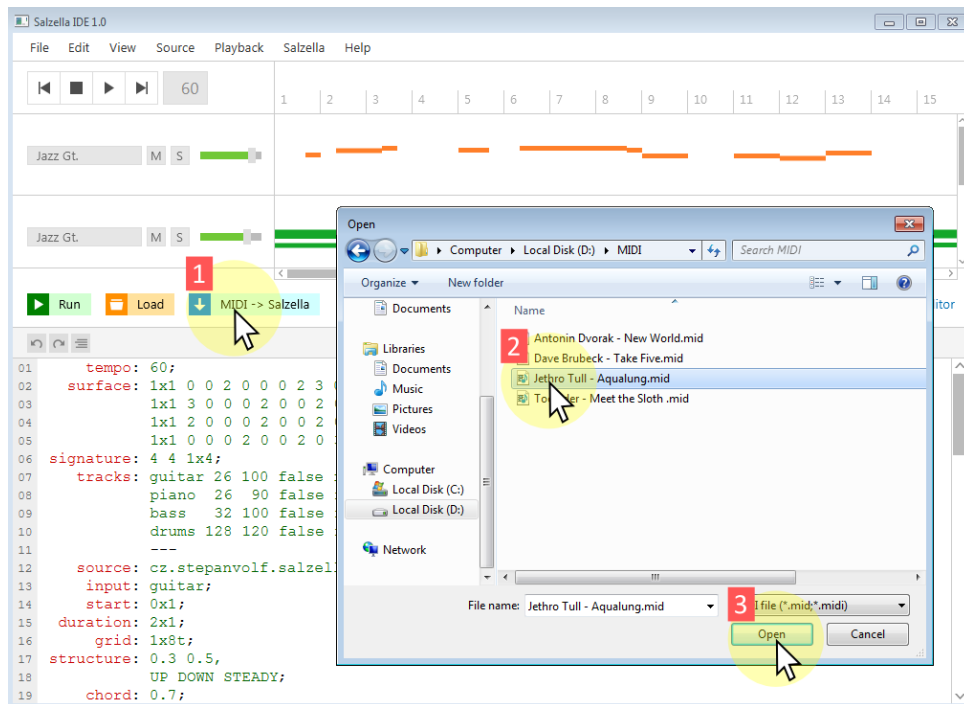 Salzella IDE 1.0
File Edit View Source Playback Salzella Help
60
1 2 3 4 5 6 7 8 9 10 11 12 13 14 15
Jazz Gt. M S
Jazz Gt. M S
1
Run Load MIDI -> Salzella itor
01 tempo: 60;
02 surface: 1x1 0 0 2 0 0 0 2 3
03 1x1 3 0 0 0 2 0 0 2
04 1x1 2 0 0 0 2 0 0 2
05 1x1 0 0 0 2 0 0 2 0
06 signature: 4 4 1x4;
07 tracks: guitar 26 100 false
08 piano 26 90 false
09 bass 32 100 false
10 drums 128 120 false
11 ---
12 source: cz.stepanvolf.salzell
13 input: guitar;
14 start: 0x1;
15 duration: 2x1;
16 grid: 1x8t;
17 structure: 0.3 0.5,
18 UP DOWN STEADY;
19 chord: 0.7;
Open
Computer Local Disk (D:) MIDI Search MIDI
Organize New folder
Documents
Libraries
Documents
Music
Pictures
Videos
Computer
Local Disk (C:)
Local Disk (D:)
Network
Name
2
Antonin Dvorak - New World.mid
Dave Brubeck - Take Five.mid
Jethro Tull - Aqualung.mid
der - Meet the Sloth .mid
File name: Jethro Tull - Aqualung.mid
3
I file (*.mid;*.midi)
Open Cancel